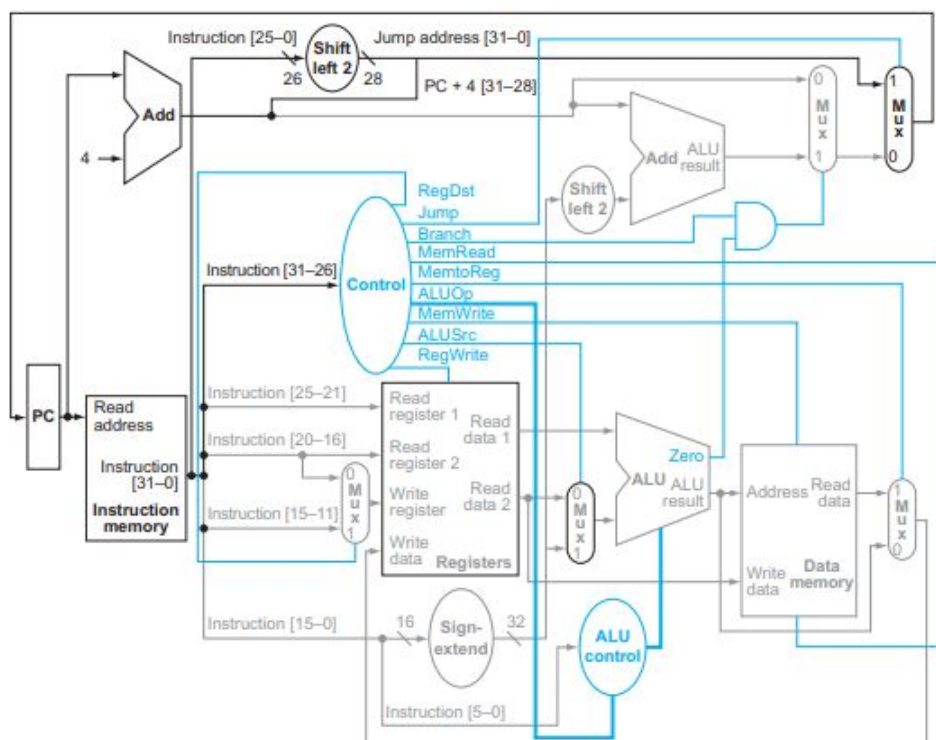 Instruction [25–0]
Shift
left 2
Jump address [31–0]
26
28
PC + 4 [31–28]
Add
4
0
M
u
x
1
1
M
u
x
0
Add
ALU
result
Shift
left 2
RegDst
Jump
Branch
MemRead
MemtoReg
ALUOp
MemWrite
ALUSrc
RegWrite
Instruction [31–26]
Control
PC
Read
address
Instruction
[31–0]
Instruction
memory
Instruction [25–21]
Instruction [20–16]
Instruction [15–11]
0
M
u
x
1
Read
register 1
Read
register 2
Write
register
Write
data
Read
data 1
Read
data 2
Registers
0
M
u
x
1
Zero
ALU
ALU
result
Address
Read
data
Write
data
Data
memory
1
M
u
x
0
Instruction [15–0]
16
Sign-
extend
32
ALU
control
Instruction [5–0]